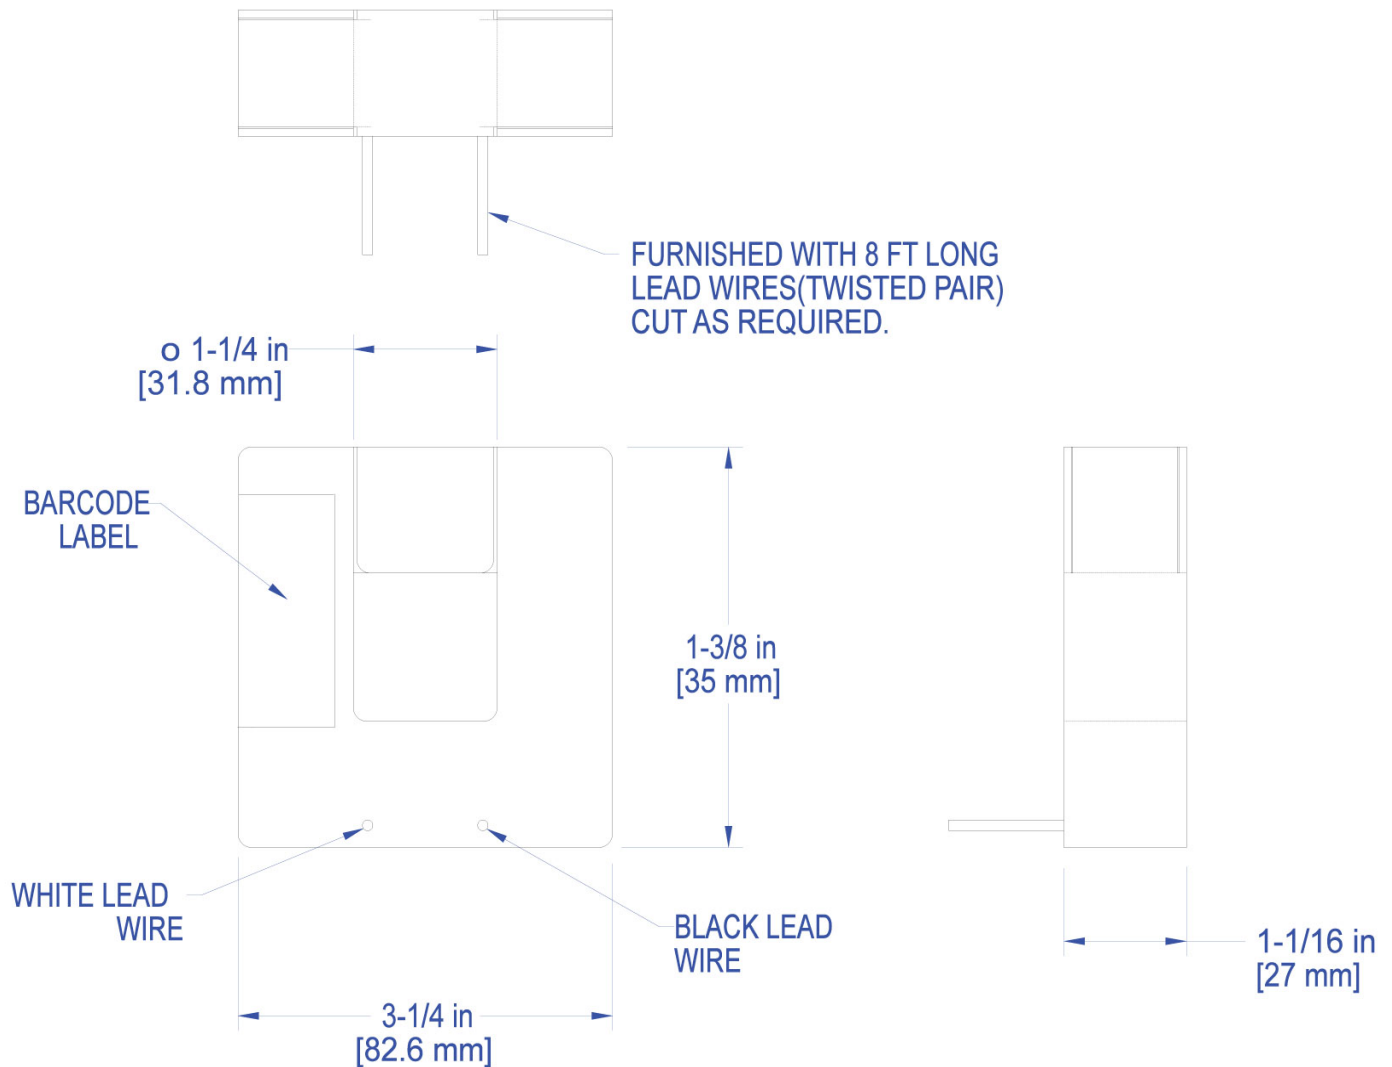 FURNISHED WITH 8 FT LONG
LEAD WIRES(TWISTED PAIR)
CUT AS REQUIRED.
o 1-1/4 in
[31.8 mm]
BARCODE
LABEL
1-3/8 in
[35 mm]
WHITE LEAD
WIRE
BLACK LEAD
WIRE
1-1/16 in
[27 mm]
3-1/4 in
[82.6 mm]